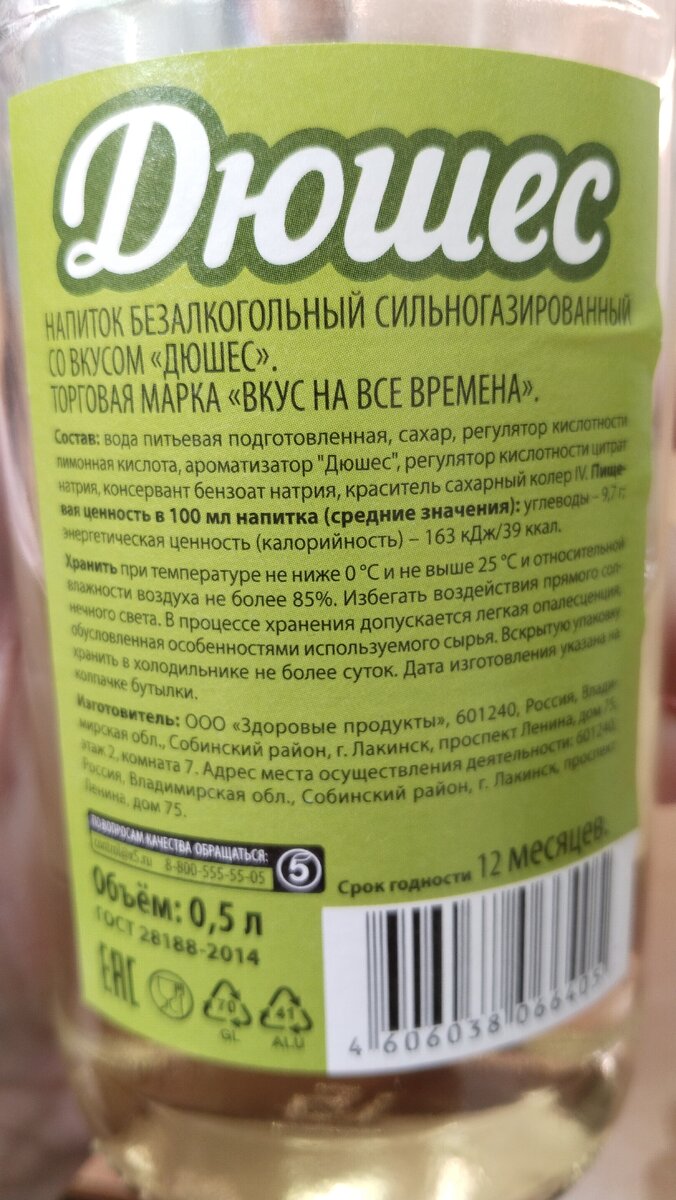 Дюшес
НАПИТОК БЕЗАЛКОГОЛЬНЫЙ СИЛЬНОГАЗИРОВАННЫЙ
СО ВКУСОМ «ДЮШЕС».
ТОРГОВАЯ МАРКА «ВКУС НА ВСЕ ВРЕМЕНА».
Состав: вода питьевая подготовленная, сахар, регулятор кислотности
лимонная кислота, ароматизатор "Дюшес", регулятор кислотности цитрат
натрия, консервант бензоат натрия, краситель сахарный колер IV. Пище-
вая ценность в 100 мл напитка (средние значения): углеводы – 9,7 г;
энергетическая ценность (калорийность) – 163 кДж/39 ккал.
Хранить при температуре не ниже 0 °С и не выше 25 °С и относительной
влажности воздуха не более 85%. Избегать воздействия прямого сол-
нечного света. В процессе хранения допускается легкая опалесценция,
обусловленная особенностями используемого сырья. Вскрытую упаковку
хранить в холодильнике не более суток. Дата изготовления указана на
колпачке бутылки.
Изготовитель: ООО «Здоровые продукты», 601240, Россия, Влади-
мирская обл., Собинский район, г. Лакинск, проспект Ленина, дом 75,
этаж 2, комната 7. Адрес места осуществления деятельности: 601240,
Россия, Владимирская обл., Собинский район, г. Лакинск, проспект
Ленина, дом 75.
ПО ВОПРОСАМ КАЧЕСТВА ОБРАЩАТЬСЯ:
control@x5.ru 8-800-555-55-05
5
Срок годности 12 месяцев.
Объём: 0,5 л
ГОСТ 28188-2014
EAC
70
GL
41
ALU
4 606038 066405